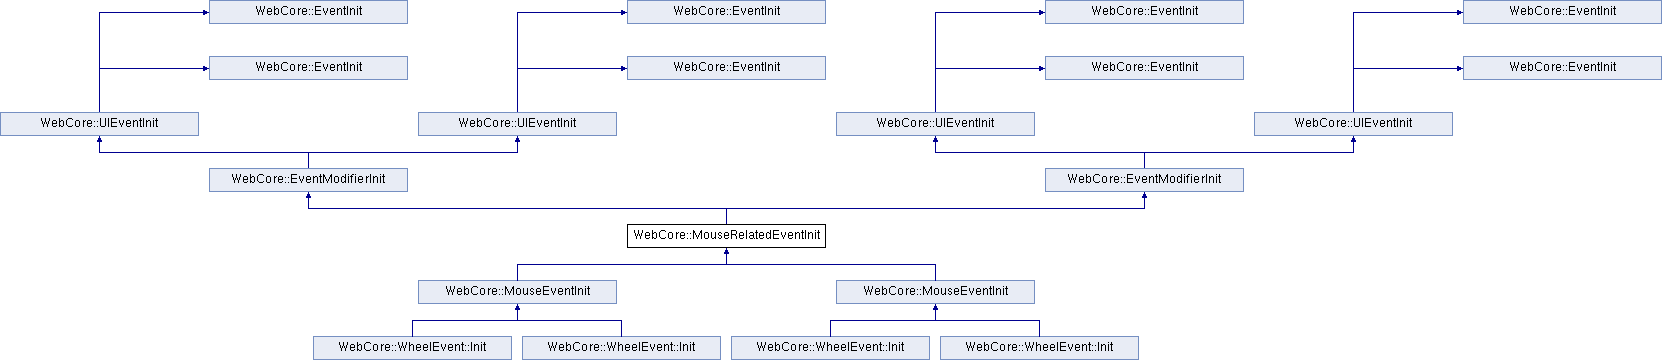 WebCore::EventInit WebCore::EventInit WebCore::EventInit WebCore::EventInit
WebCore::EventInit WebCore::EventInit WebCore::EventInit WebCore::EventInit
WebCore::UIEventInit WebCore::UIEventInit WebCore::UIEventInit WebCore::UIEventInit
WebCore::EventModifierInit WebCore::EventModifierInit
WebCore::MouseRelatedEventInit
WebCore::MouseEventInit WebCore::MouseEventInit
WebCore::WheelEvent::Init WebCore::WheelEvent::Init WebCore::WheelEvent::Init WebCore::WheelEvent::Init